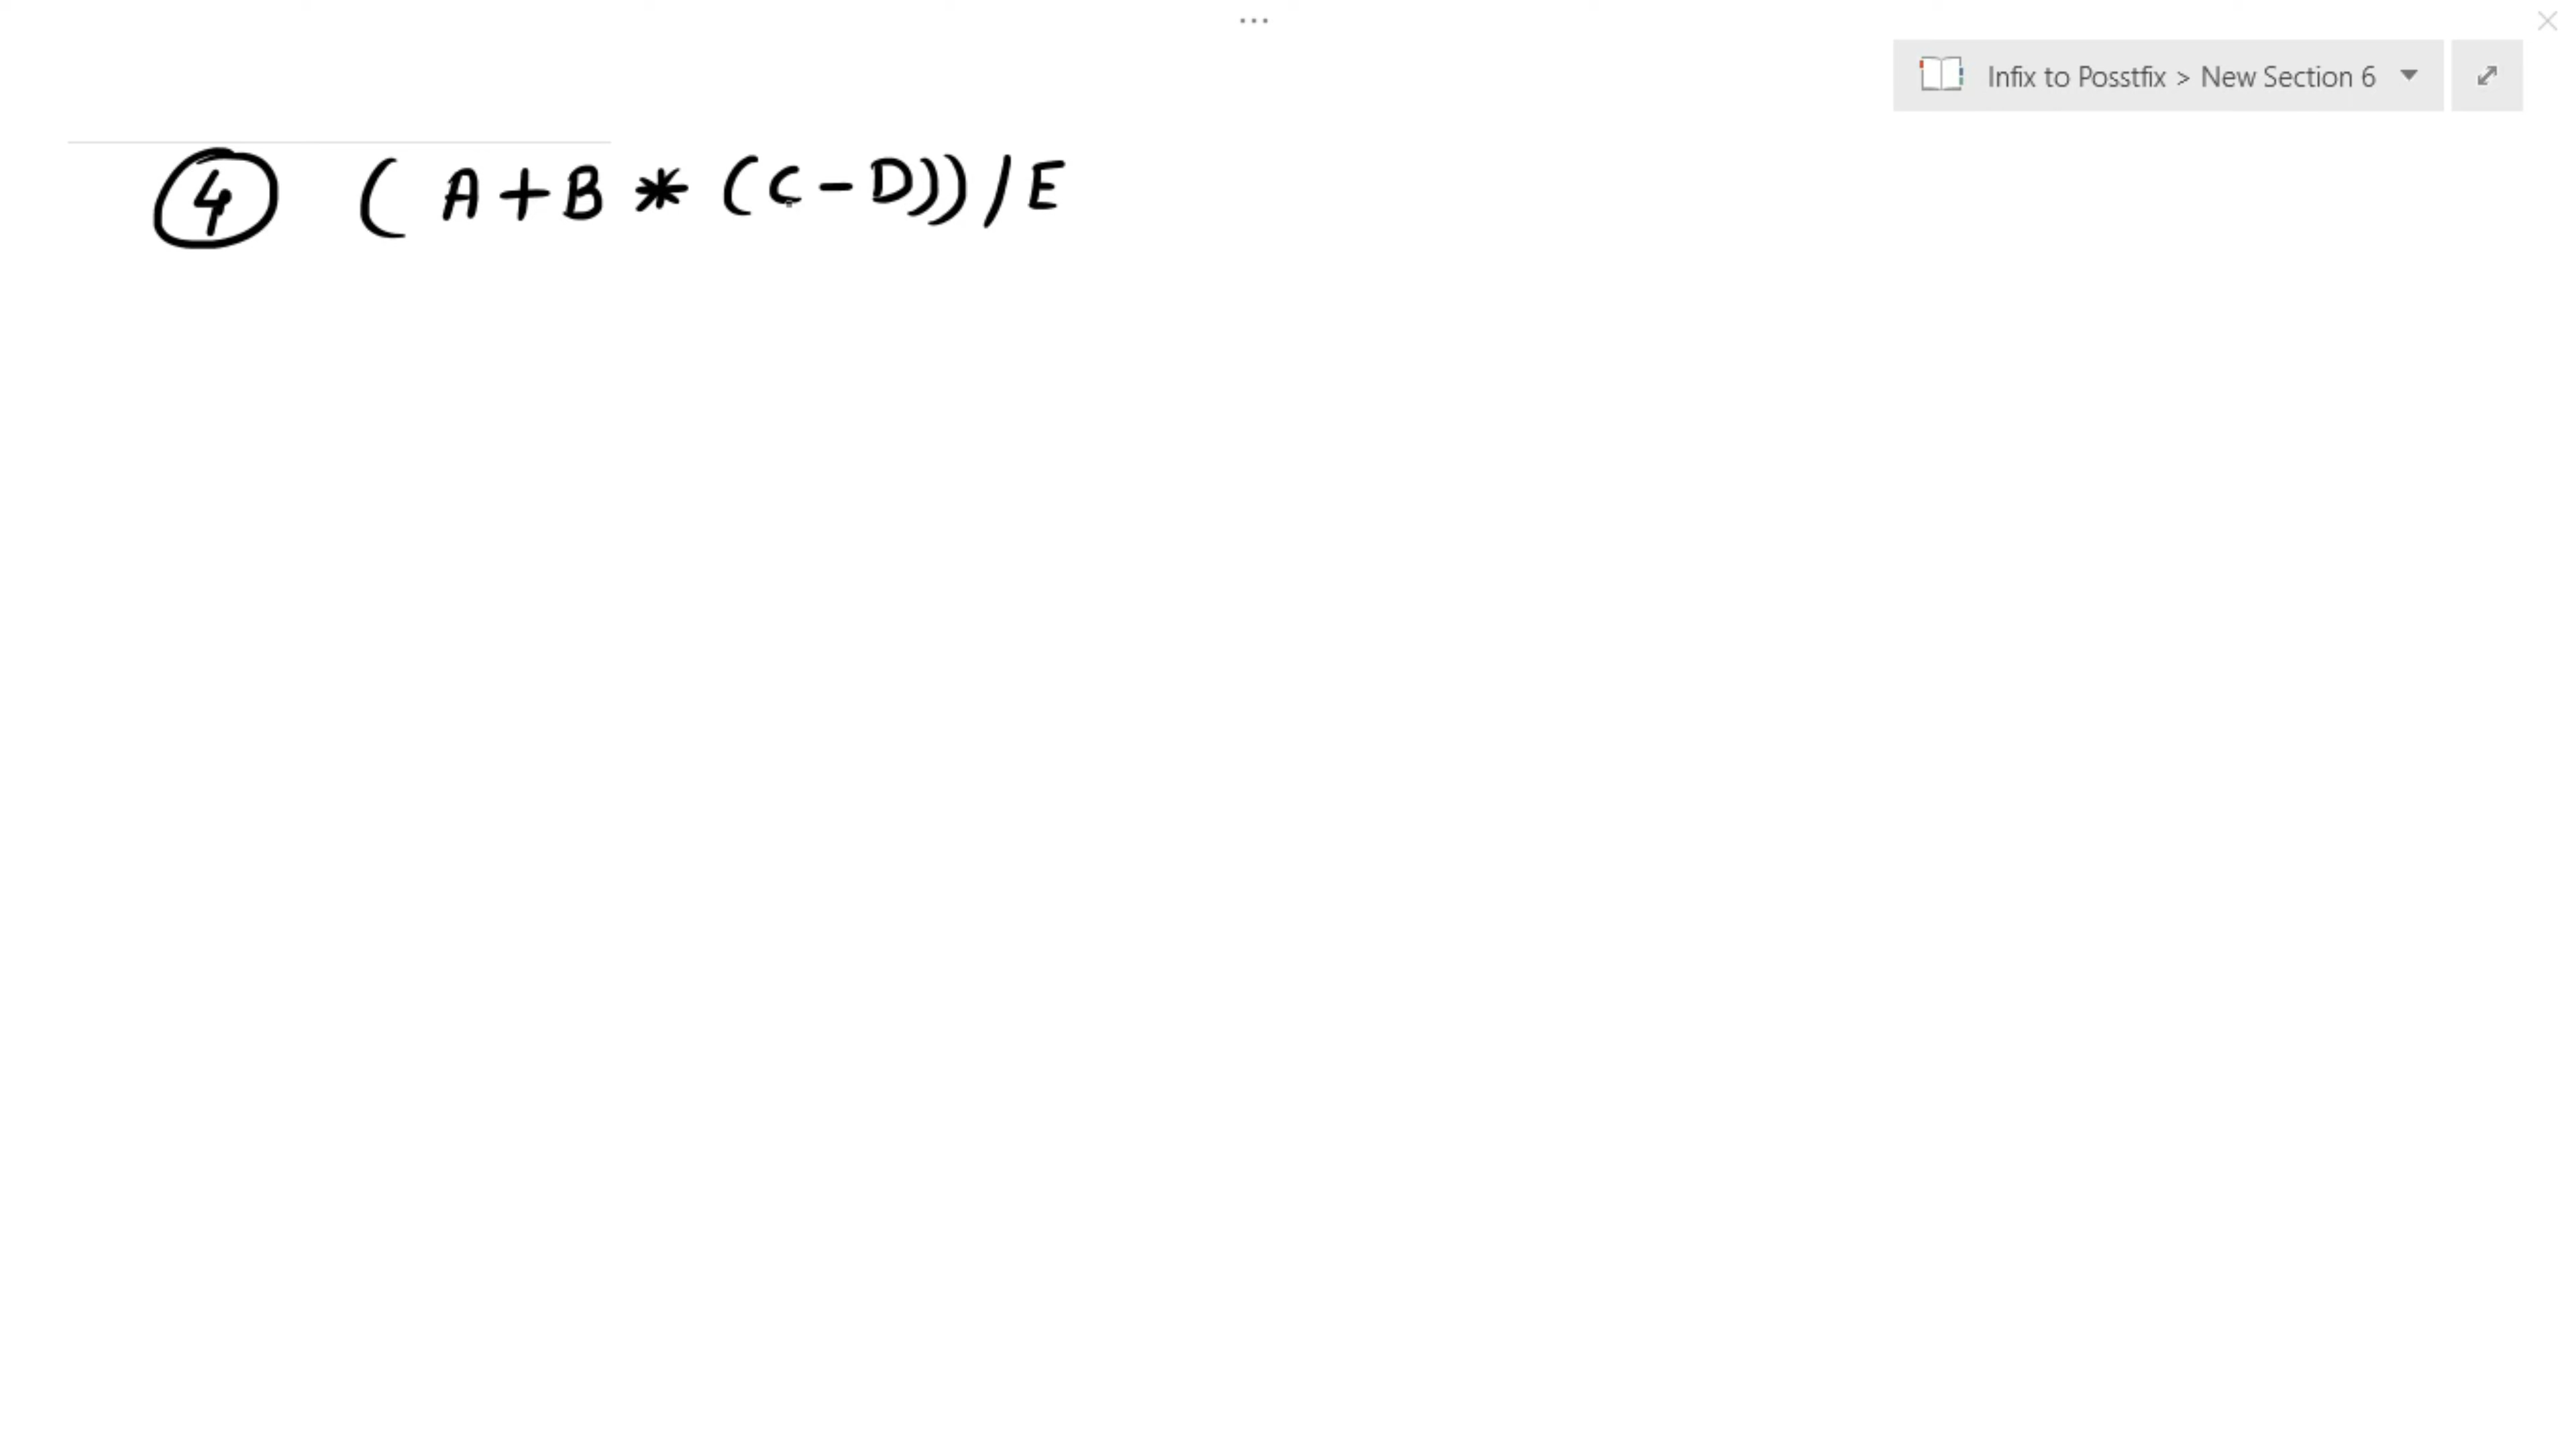 ...
Infix to Posstfix > New Section 6
④ ( A + B * (C - D)) / E